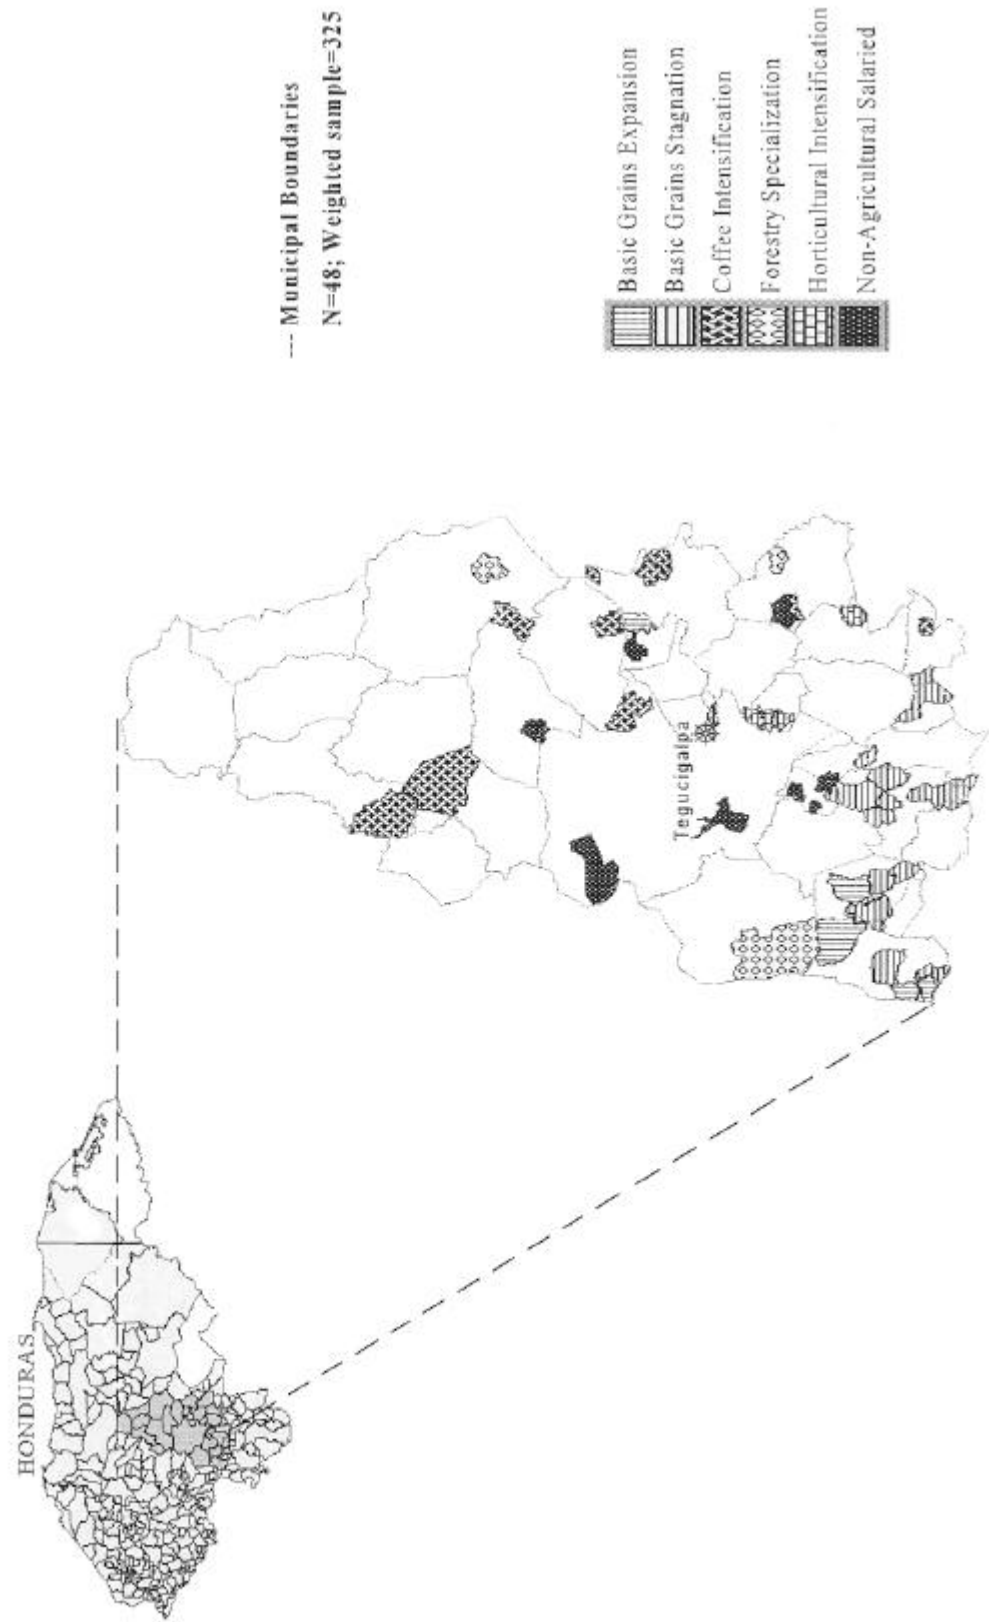 HONDURAS
--- Municipal Boundaries
N=48; Weighted sample=325
Tegucigalpa
Basic Grains Expansion
Basic Grains Stagnation
Coffee Intensification
Forestry Specialization
Horticultural Intensification
Non-Agricultural Salaried